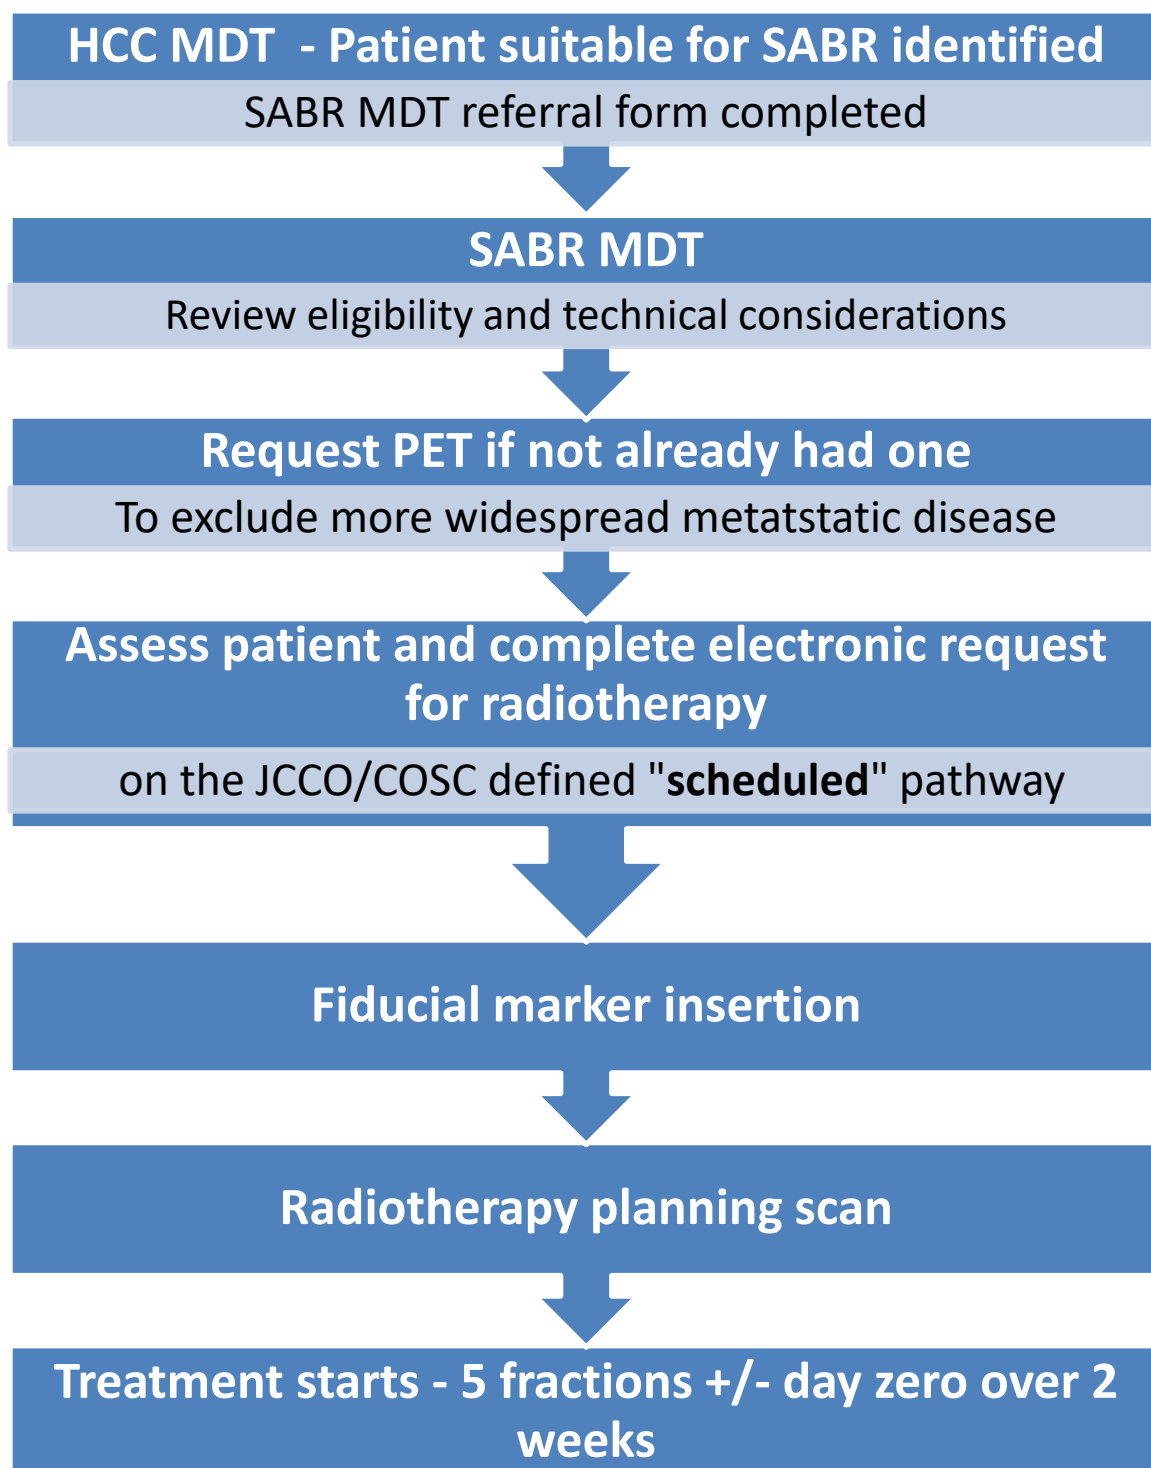 HCC MDT  - Patient suitable for SABR identified
SABR MDT referral form completed
SABR MDT
Review eligibility and technical considerations
Request PET if not already had one
To exclude more widespread metatstatic disease
Assess patient and complete electronic request
for radiotherapy
on the JCCO/COSC defined "scheduled" pathway
Fiducial marker insertion
Radiotherapy planning scan
Treatment starts - 5 fractions +/- day zero over 2
weeks